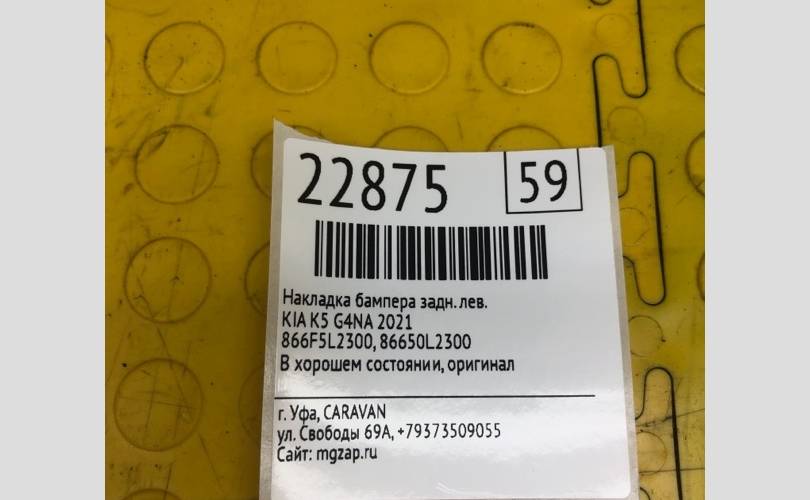 22875 59
Накладка бампера задн. лев.
KIA K5 G4NA 2021
866F5L2300, 86650L2300
В хорошем состоянии, оригинал
г. Уфа, CARAVAN
ул. Свободы 69А, +79373509055
Сайт: mgzap.ru